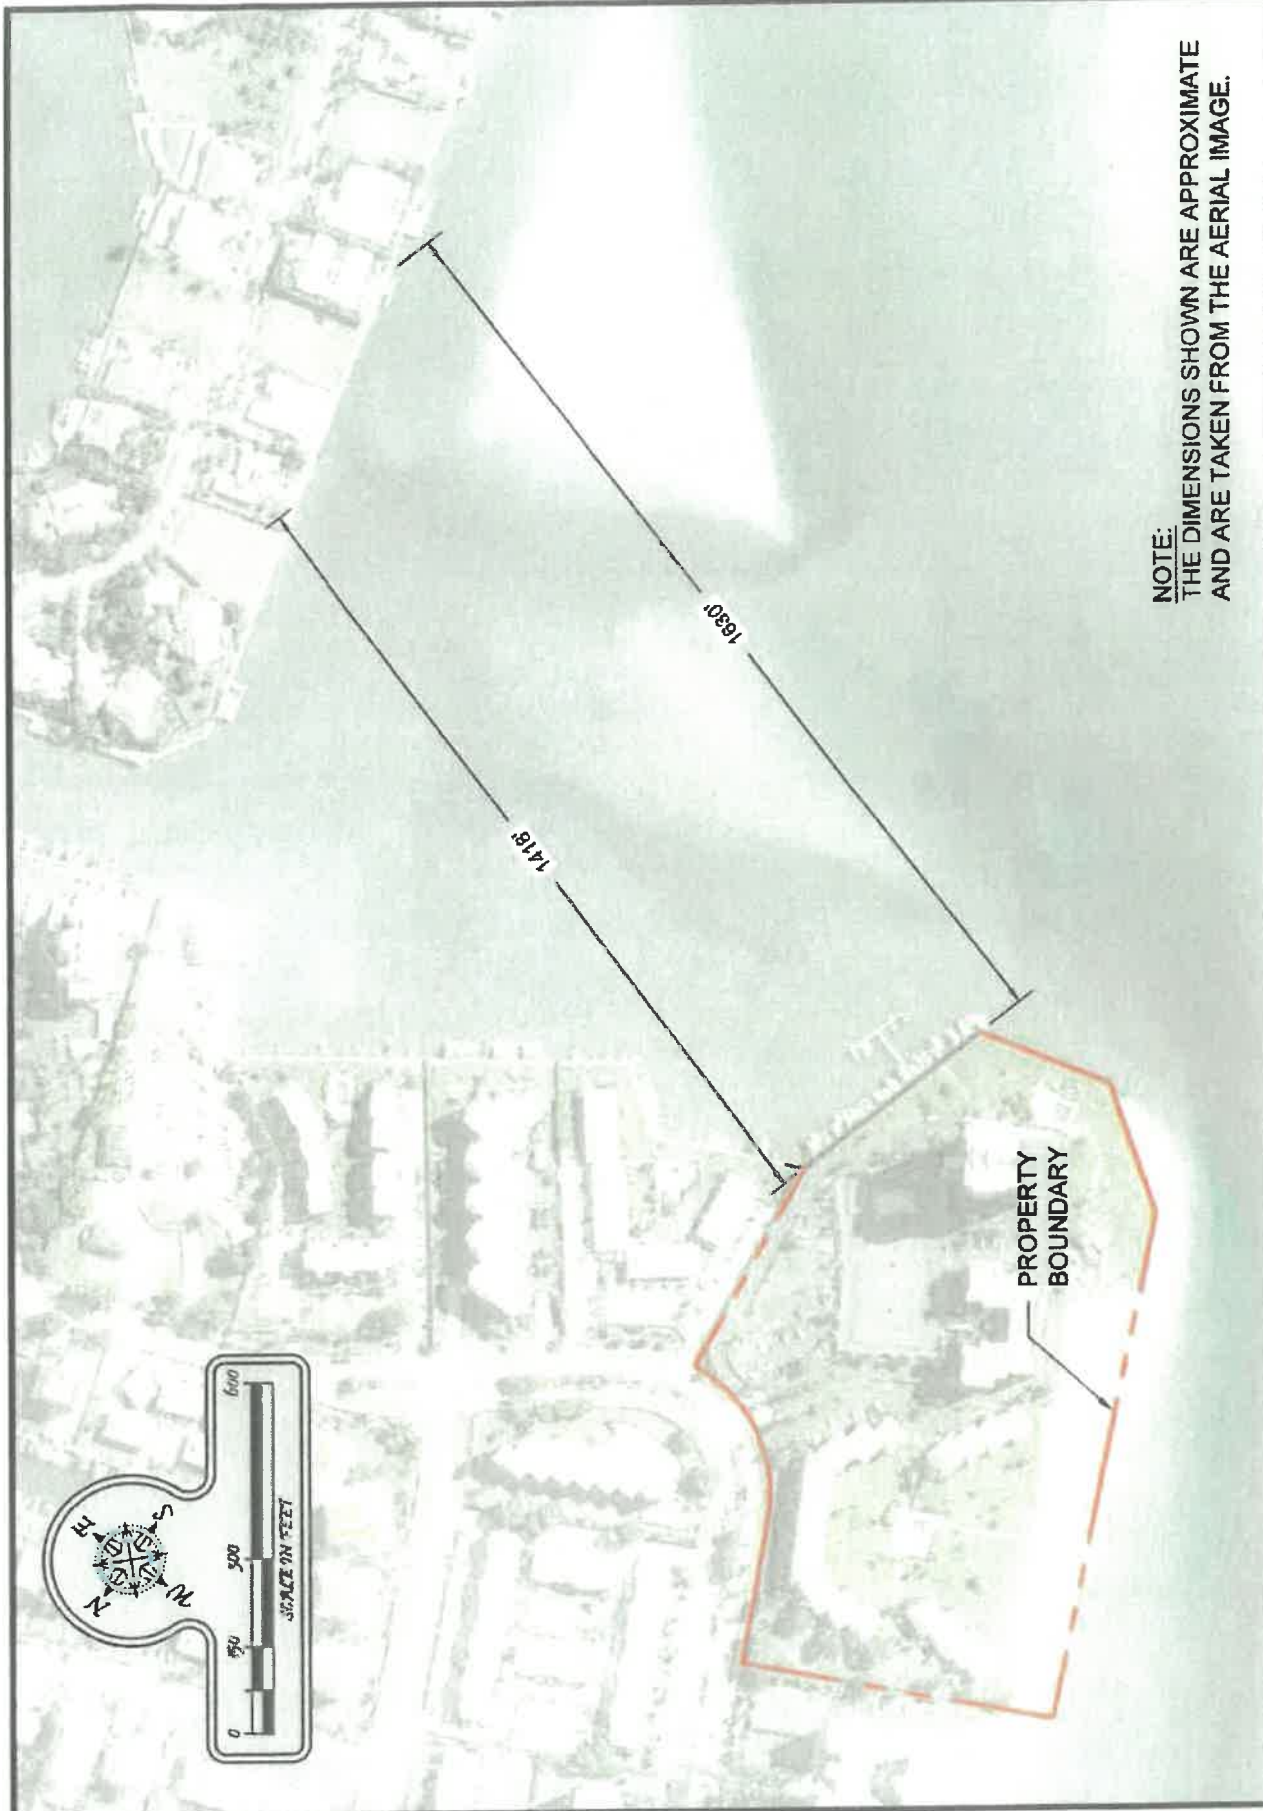 N
E
S
W
0
150
300
600
SCALE IN FEET
1418'
1630'
PROPERTY
BOUNDARY
NOTE:
THE DIMENSIONS SHOWN ARE APPROXIMATE
AND ARE TAKEN FROM THE AERIAL IMAGE.